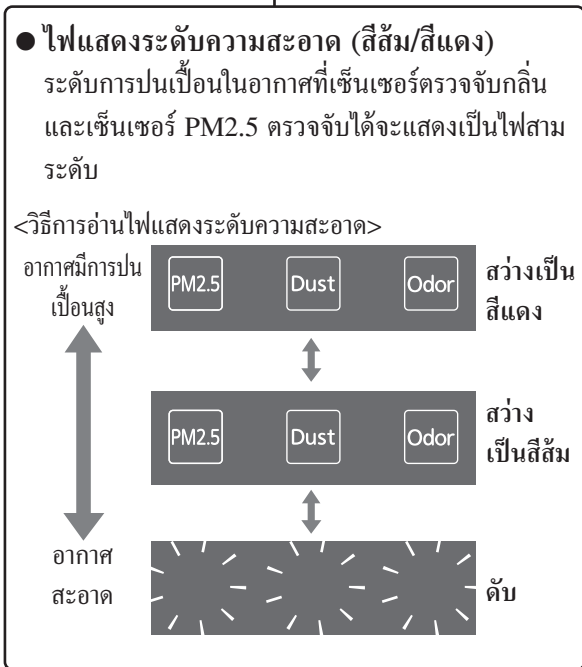 ● ไฟแสดงระดับความสะอาด (สีส้ม/สีแดง)
ระดับการปนเปื้อนในอากาศที่เซ็นเซอร์ตรวจจับกลิ่น
และเซ็นเซอร์ PM2.5 ตรวจจับได้จะแสดงเป็นไฟสาม
ระดับ
<วิธีการอ่านไฟแสดงระดับความสะอาด>
อากาศมีการปน
เปื้อนสูง
PM2.5 Dust Odor
สว่างเป็น
สีแดง
PM2.5 Dust Odor
สว่าง
เป็นสีส้ม
อากาศ
สะอาด
ดับ